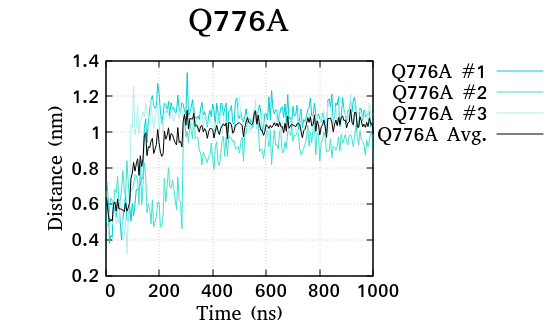 Q776A
1.4
1.2
1
0.8
0.6
0.4
0.2
Distance (nm)
0 200 400 600 800 1000
Time (ns)
Q776A #1
Q776A #2
Q776A #3
Q776A Avg.